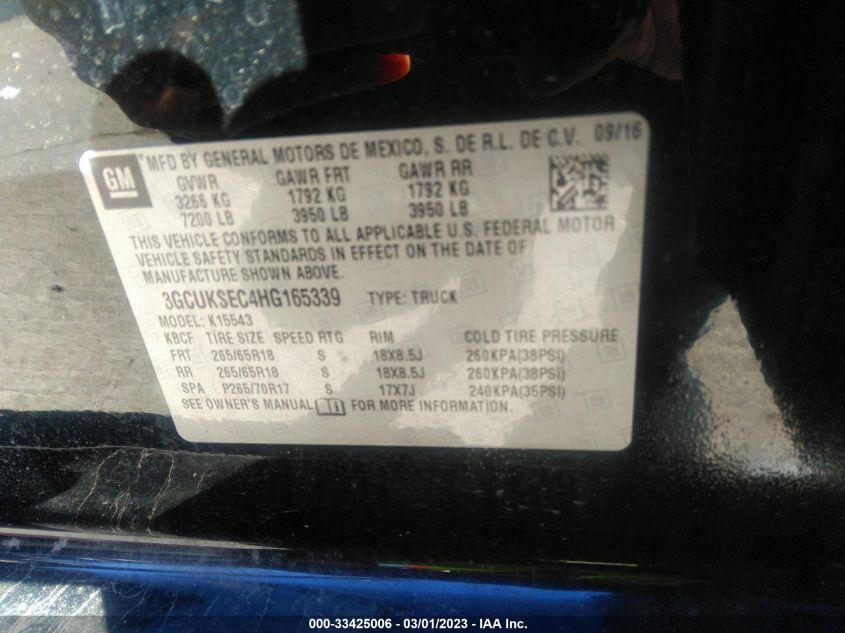 GM MFD BY GENERAL MOTORS DE MEXICO, S. DE R.L. DE C.V. 09/16
GVWR GAWR FRT GAWR RR
3266 KG 1792 KG 1792 KG
7200 LB 3950 LB 3950 LB
THIS VEHICLE CONFORMS TO ALL APPLICABLE U.S. FEDERAL MOTOR
VEHICLE SAFETY STANDARDS IN EFFECT ON THE DATE OF
MANUFACTURE SHOWN ABOVE.
3GCUKSEC4HG165339 TYPE: TRUCK
MODEL: K15543
KBCF TIRE SIZE SPEED RTG RIM COLD TIRE PRESSURE
FRT 265/65R18 S 18X8.5J 260KPA(38PSI)
RR 265/65R18 S 18X8.5J 260KPA(38PSI)
SPA P265/70R17 S 17X7J 240KPA(35PSI)
SEE OWNER'S MANUAL FOR MORE INFORMATION.
000-33425006 - 03/01/2023 - IAA Inc.